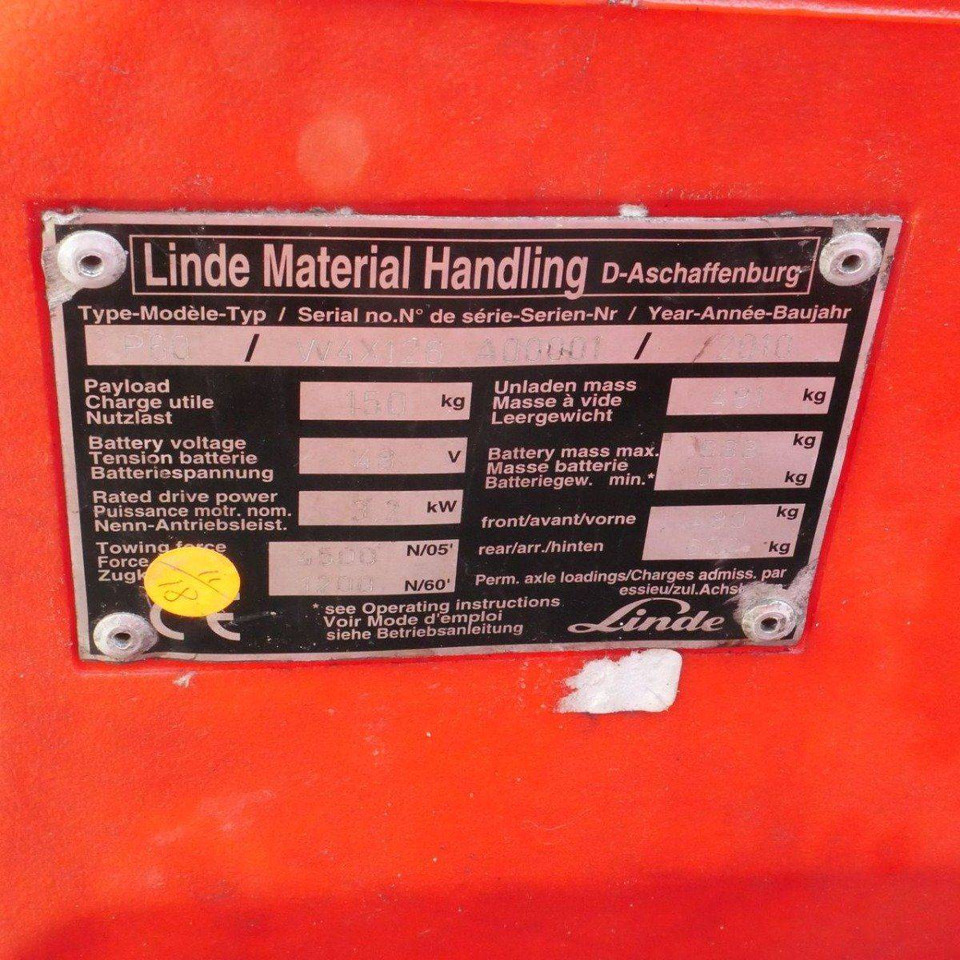 Linde Material Handling D-Aschaffenburg
Type-Modèle-Typ / Serial no.N° de série-Serien-Nr / Year-Année-Baujahr
/ A00001 / 2010
Payload
Charge utile
Nutzlast
150 kg
Unladen mass
Masse à vide
Leergewicht
kg
Battery voltage
Tension batterie
Batteriespannung
V
Battery mass max.
Masse batterie
Batteriegew. min.*
kg
kg
Rated drive power
Puissance motr. nom.
Nenn-Antriebsleist.
kW
front/avant/vorne
kg
rear/arr./hinten
kg
Towing force
Force
N/05'
1200 N/60'
Perm. axle loadings/Charges admiss. par
* see Operating instructions
Voir Mode d'emploi
siehe Betriebsanleitung
CE
Linde